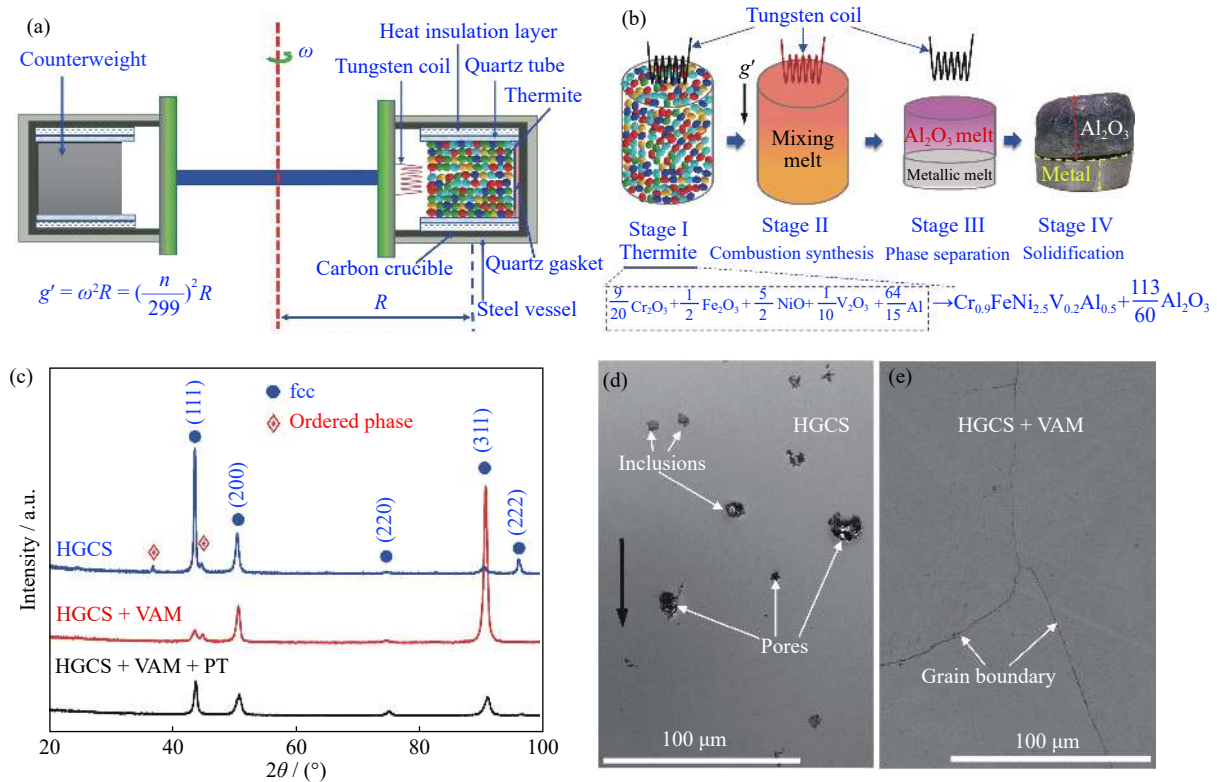 (a)
ω
Heat insulation layer
Counterweight
Tungsten coil
Quartz tube
Thermite
Carbon crucible
Quartz gasket
Steel vessel
R
g′ = ω²R = (n/299)²R
(b)
Tungsten coil
g′
Mixing melt
Al₂O₃ melt
Metallic melt
Al₂O₃
Metal
Stage I
Thermite
Stage II
Combustion synthesis
Stage III
Phase separation
Stage IV
Solidification
9/20 Cr₂O₃ + 1/2 Fe₂O₃ + 5/2 NiO + 1/10 V₂O₃ + 64/15 Al → Cr₀.₉FeNi₂.₅V₀.₂Al₀.₅ + 113/60 Al₂O₃
(c)
fcc
Ordered phase
(111)
(200)
(220)
(311)
(222)
HGCS
HGCS + VAM
HGCS + VAM + PT
Intensity / a.u.
20 40 60 80 100
2θ / (°)
(d)
HGCS
Inclusions
Pores
100 μm
(e)
HGCS + VAM
Grain boundary
100 μm